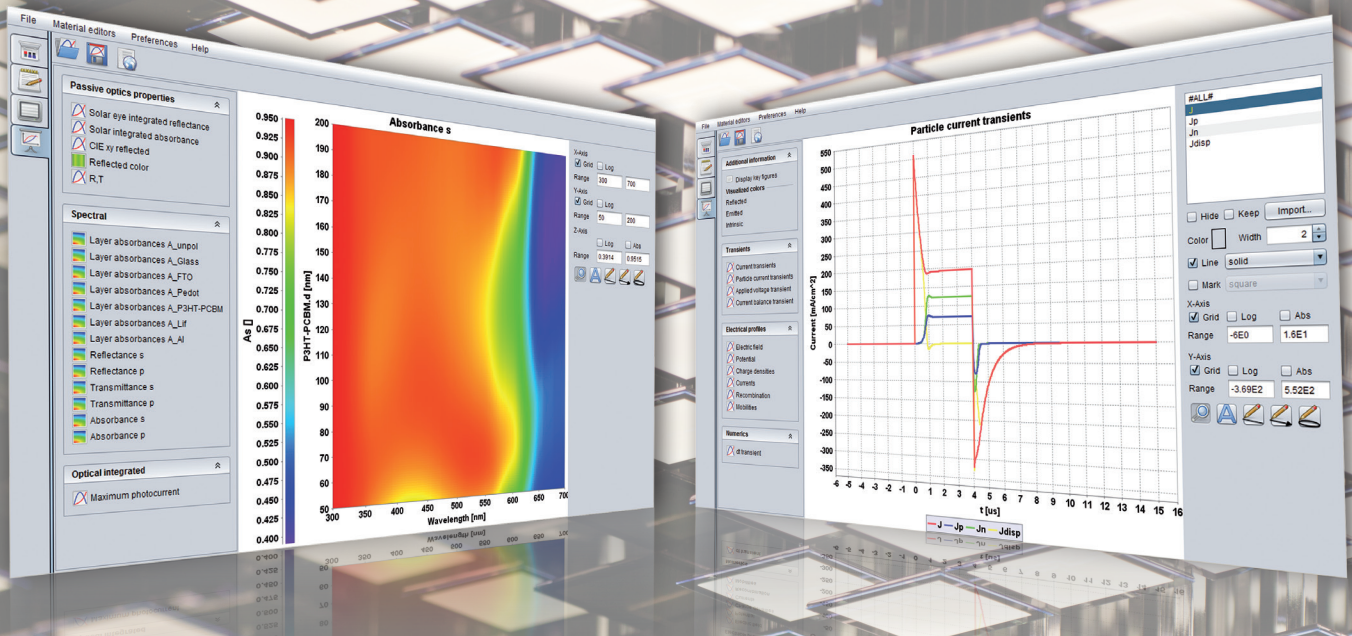 File Material editors Preferences Help
Passive optics properties
Solar eye integrated reflectance
Solar integrated absorbance
CIE xy reflected
Reflected color
R,T
Spectral
Layer absorbances A_unpol
Layer absorbances A_Glass
Layer absorbances A_FTO
Layer absorbances A_Pedot
Layer absorbances A_P3HT-PCBM
Layer absorbances A_Lif
Layer absorbances A_Al
Reflectance s
Reflectance p
Transmittance s
Transmittance p
Absorbance s
Absorbance p
Optical integrated
Maximum photocurrent
Absorbance s
As []
0.950
0.925
0.900
0.875
0.850
0.825
0.800
0.775
0.750
0.725
0.700
0.675
0.650
0.625
0.600
0.575
0.550
0.525
0.500
0.475
0.450
0.425
0.400
P3HT-PCBM.d [nm]
200
190
180
170
160
150
140
130
120
110
100
90
80
70
60
50
300 350 400 450 500 550 600 650 700
Wavelength [nm]
X-Axis
Grid Log
Range 300 700
Y-Axis
Grid Log
Range 50 200
Z-Axis
Log Abs
Range 0.3914 0.9515
File Material editors Preferences Help
Additional information
Display key figures
Visualized colors
Reflected
Emitted
Intrinsic
Transients
Current transients
Particle current transients
Applied voltage transient
Current balance transient
Electrical profiles
Electric field
Potential
Charge densities
Currents
Recombination
Mobilities
Numerics
dt transient
Particle current transients
Current [mA/cm^2]
550
500
450
400
350
300
250
200
150
100
50
0
-50
-100
-150
-200
-250
-300
-350
-6 -5 -4 -3 -2 -1 0 1 2 3 4 5 6 7 8 9 10 11 12 13 14 15 16
t [us]
J Jp Jn Jdisp
#ALL#
J
Jp
Jn
Jdisp
Hide Keep Import...
Color Width 2
Line solid
Mark square
X-Axis
Grid Log Abs
Range -6E0 1.6E1
Y-Axis
Grid Log Abs
Range -3.69E2 5.52E2